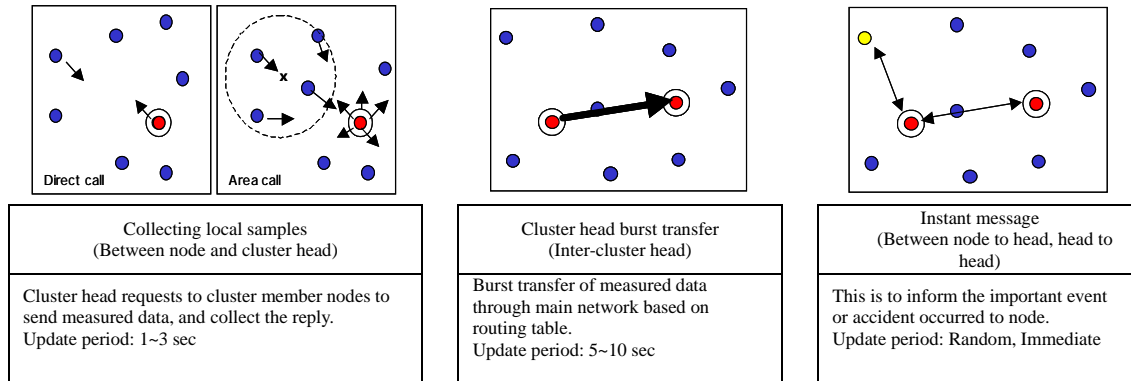 Direct call
x
Area call
Collecting local samples
(Between node and cluster head)
Cluster head requests to cluster member nodes to
send measured data, and collect the reply.
Update period: 1~3 sec
Cluster head burst transfer
(Inter-cluster head)
Burst transfer of measured data
through main network based on
routing table.
Update period: 5~10 sec
Instant message
(Between node to head, head to
head)
This is to inform the important event
or accident occurred to node.
Update period: Random, Immediate